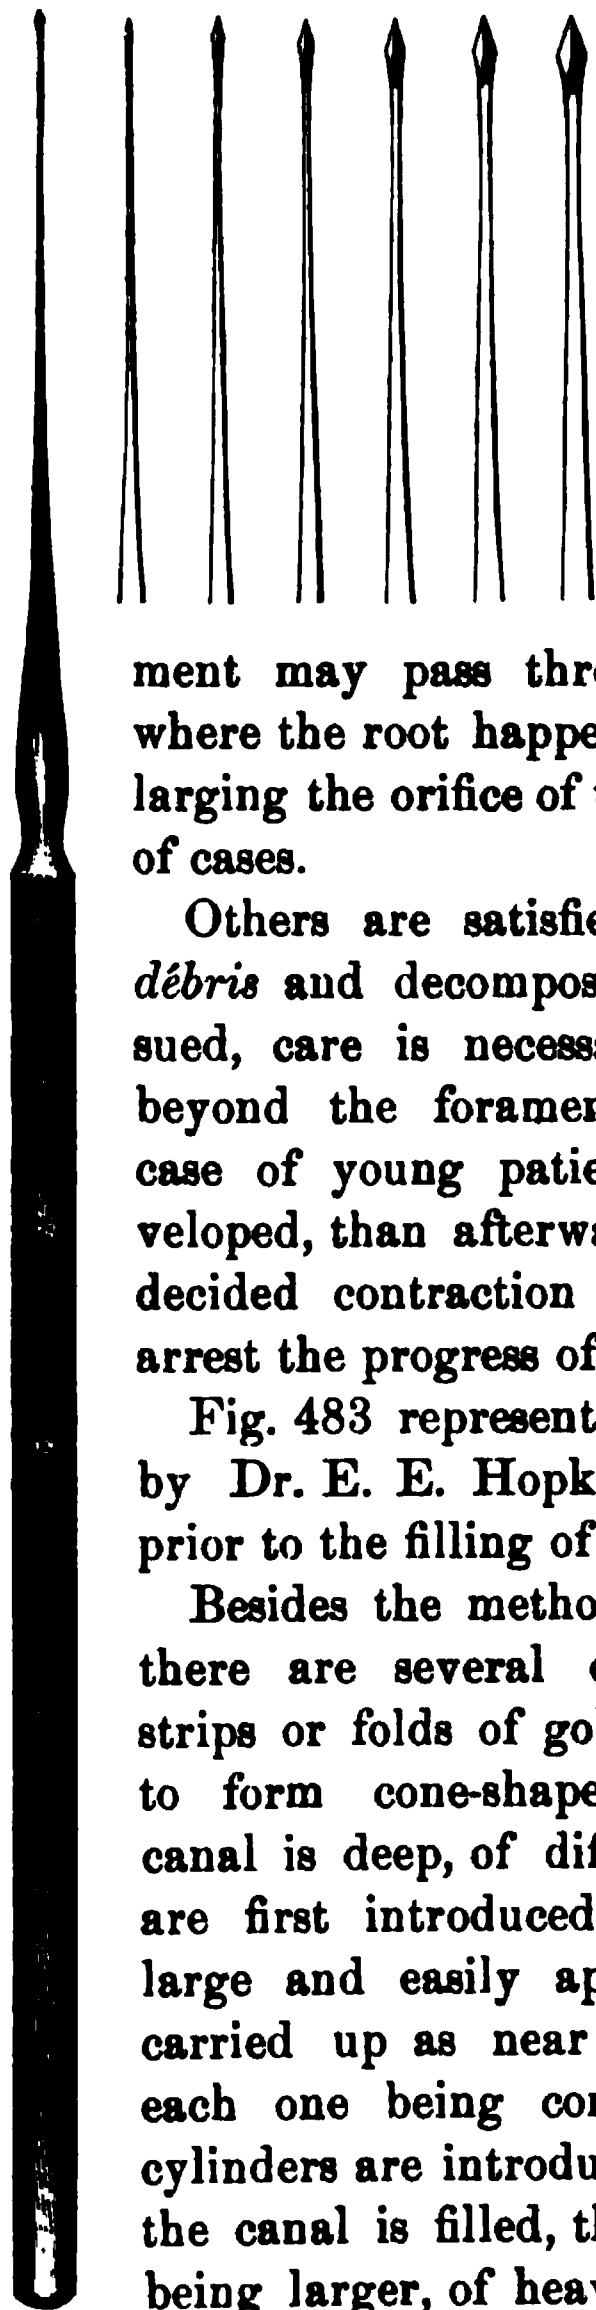 ment may pass thr
where the root happe
larging the orifice of
of cases.
Others are satisfie
débris and decompos
sued, care is necess
beyond the foramen
case of young patie
veloped, than afterwa
decided contraction
arrest the progress of
Fig. 483 represent
by Dr. E. E. Hopk
prior to the filling of
Besides the metho
there are several
strips or folds of go
to form cone-shape
canal is deep, of dif
are first introduced
large and easily ap
carried up as near
each one being con
cylinders are introdu
the canal is filled, t
being larger, of heav